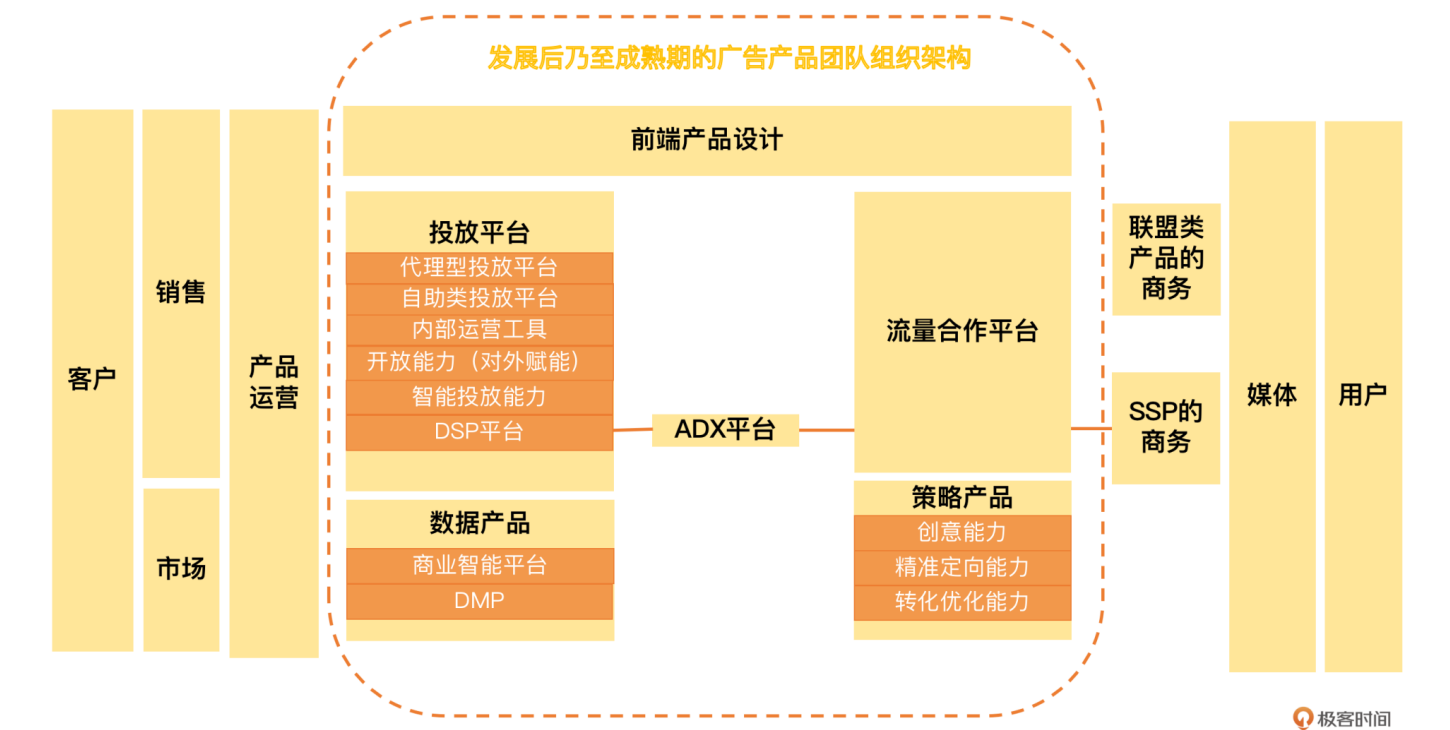 发展后乃至成熟期的广告产品团队组织架构
客户
销售
市场
产品
运营
前端产品设计
投放平台
代理型投放平台
自助类投放平台
内部运营工具
开放能力（对外赋能）
智能投放能力
DSP平台
数据产品
商业智能平台
DMP
ADX平台
流量合作平台
策略产品
创意能力
精准定向能力
转化优化能力
联盟类
产品的
商务
SSP的
商务
媒体
用户
极客时间